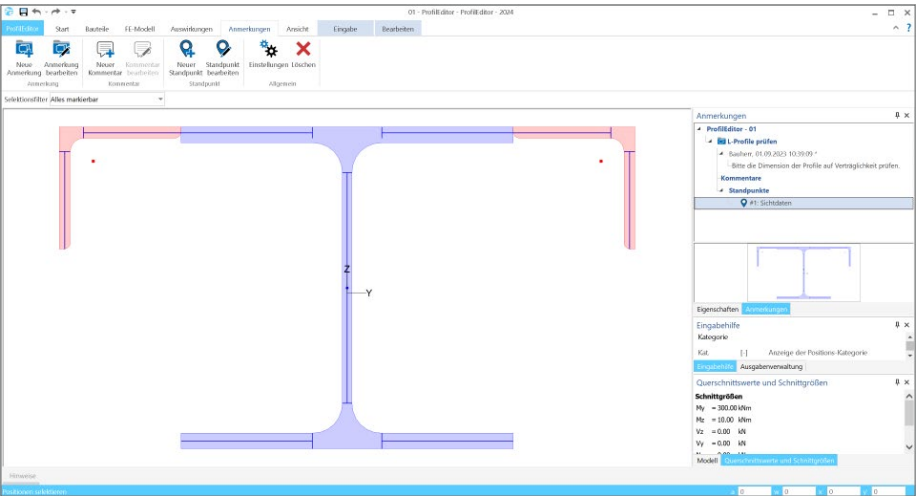 01 - ProfilEditor - ProfilEditor - 2024
ProfilEditor Start Bauteile FE-Modell Auswirkungen Anmerkungen Ansicht Eingabe Bearbeiten
Neue Anmerkung
Anmerkung bearbeiten
Neuer Kommentar
Kommentar bearbeiten
Neuer Standpunkt
Standpunkt bearbeiten
Einstellungen
Löschen
Anmerkung Kommentar Standpunkt Allgemein
Selektionsfilter Alles markierbar
Z
Y
Anmerkungen
ProfilEditor - 01
L-Profile prüfen
Bauherr, 01.09.2023 10:39:09 *
Bitte die Dimension der Profile auf Verträglichkeit prüfen.
Kommentare
Standpunkte
#1: Sichtdaten
Eigenschaften Anmerkungen
Eingabehilfe
Kategorie
Kat. [-] Anzeige der Positions-Kategorie
Eingabehilfe Ausgabenverwaltung
Querschnittswerte und Schnittgrößen
Schnittgrößen
My = 300.00 kNm
Mz = 10.00 kNm
Vz = 0.00 kN
Vy = 0.00 kN
Modell Querschnittswerte und Schnittgrößen
Hinweise
Positionen selektieren
0 0 0 0